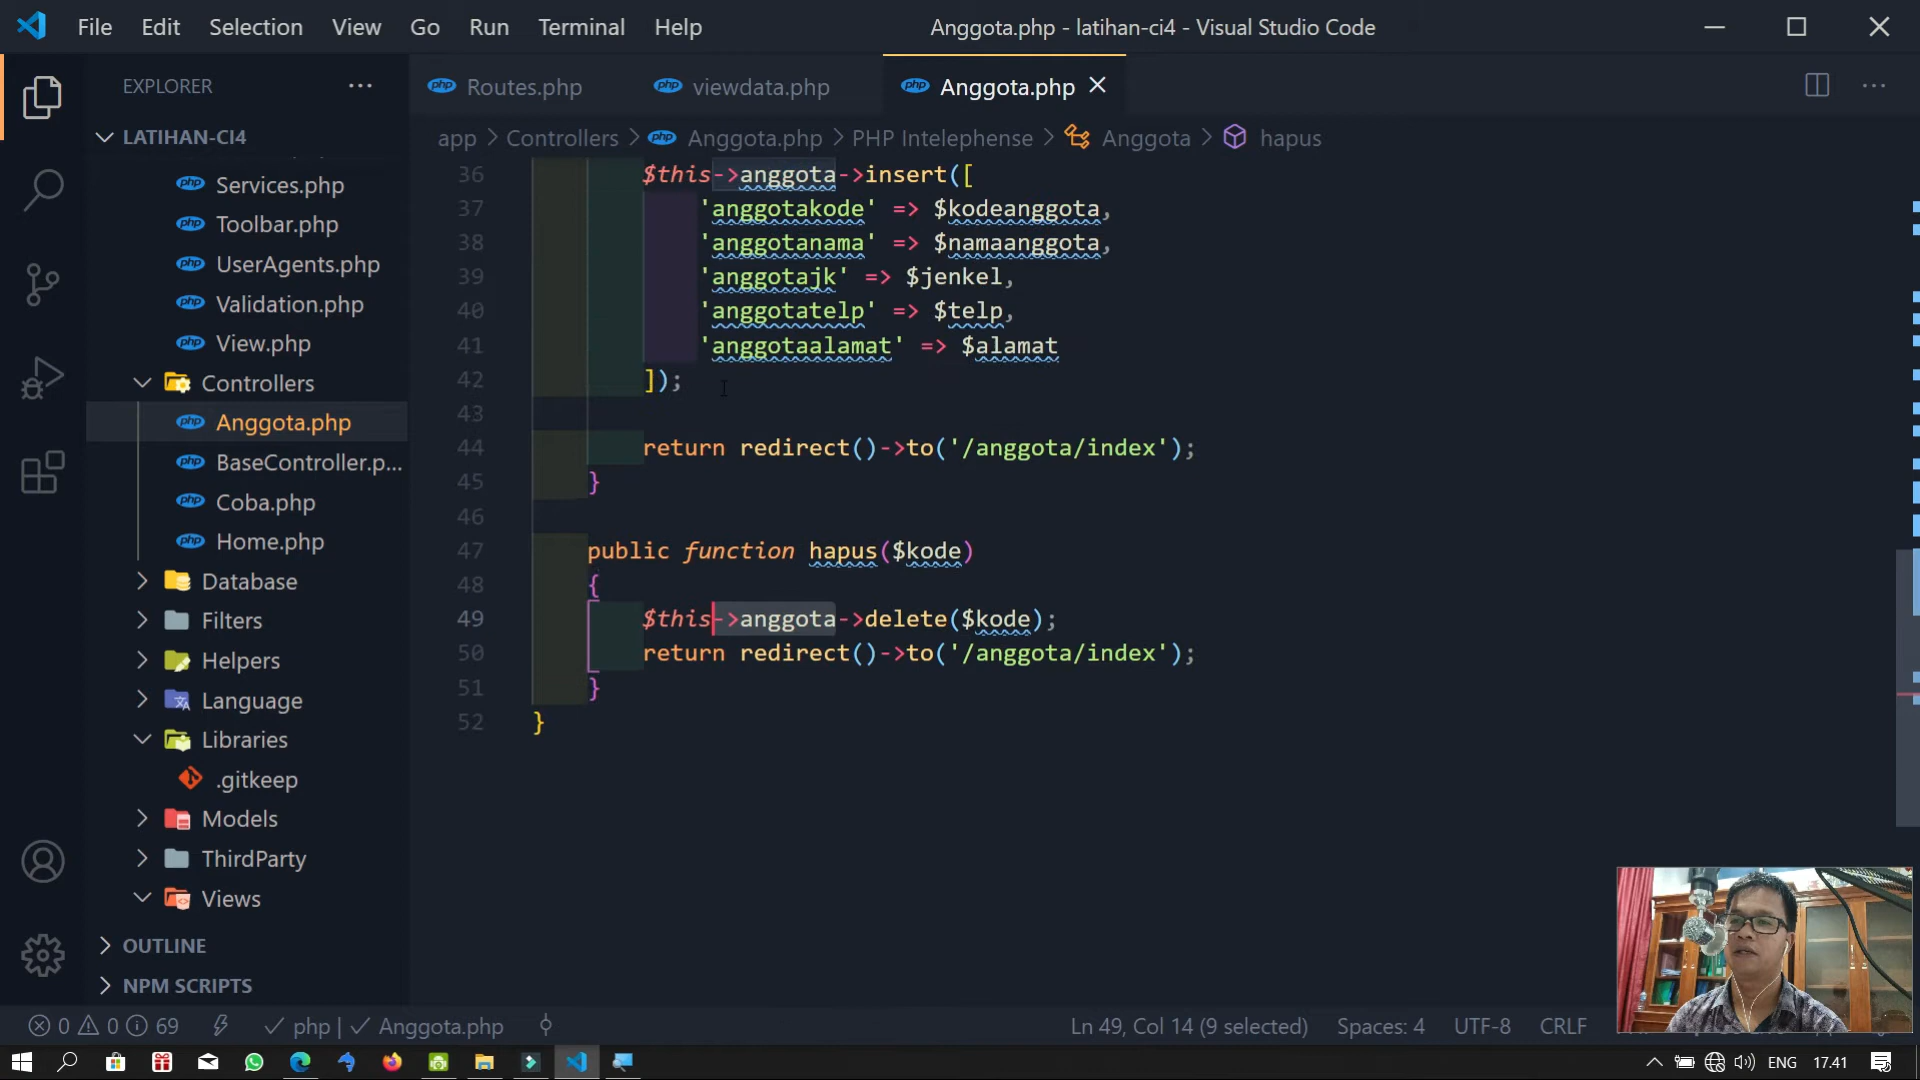 File Edit Selection View Go Run Terminal Help
Anggota.php - latihan-ci4 - Visual Studio Code
EXPLORER
Routes.php
viewdata.php
Anggota.php
LATIHAN-CI4
app > Controllers > Anggota.php > PHP Intelephense > Anggota > hapus
Services.php
Toolbar.php
UserAgents.php
Validation.php
View.php
Controllers
Anggota.php
BaseController.p...
Coba.php
Home.php
Database
Filters
Helpers
Language
Libraries
.gitkeep
Models
ThirdParty
Views
OUTLINE
NPM SCRIPTS
36 $this->anggota->insert([
37 'anggotakode' => $kodeanggota,
38 'anggotanama' => $namaanggota,
39 'anggotajk' => $jenkel,
40 'anggotatelp' => $telp,
41 'anggotaalamat' => $alamat
42 ]);
43
44 return redirect()->to('/anggota/index');
45 }
46
47 public function hapus($kode)
48 {
49 $this->anggota->delete($kode);
50 return redirect()->to('/anggota/index');
51 }
52 }
0 0 69 php | Anggota.php
Ln 49, Col 14 (9 selected) Spaces: 4 UTF-8 CRLF
ENG 17.41